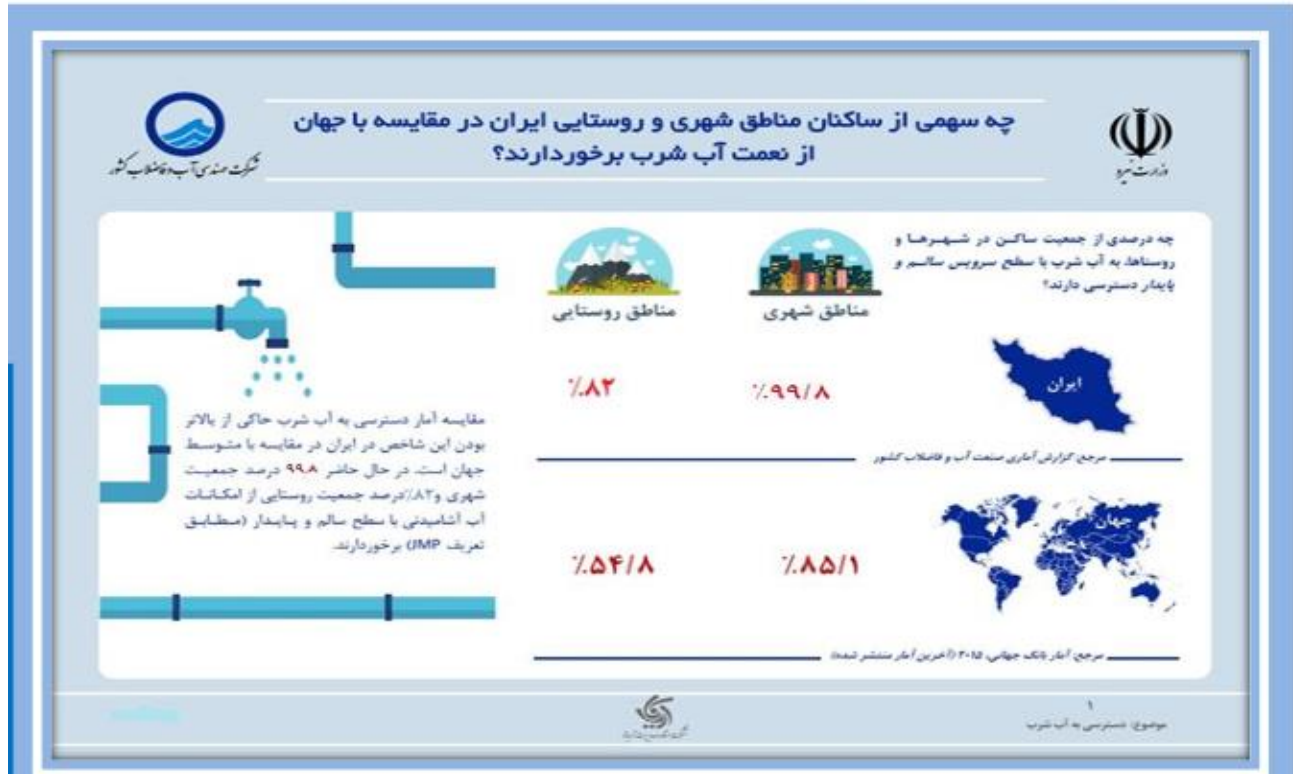 چه سهمی از ساکنان مناطق شهری و روستایی ایران در مقایسه با جهان
از نعمت آب شرب برخوردارند؟
وزارت نیرو
شرکت مهندسی آب و فاضلاب کشور
چه درصدی از جمعیت ساکن در شهرها و
روستاها، به آب شرب با سطح سرویس سالم و
پایدار دسترسی دارند؟
مناطق شهری
مناطق روستایی
ایران
٪۹۹/۸
٪۸۲
مرجع: گزارش آماری صنعت آب و فاضلاب کشور
جهان
٪۸۵/۱
٪۵۴/۸
مرجع: آمار بانک جهانی، ۲۰۱۵ (آخرین آمار منتشر شده)
مقایسه آمار دسترسی به آب شرب حاکی از بالاتر
بودن این شاخص در ایران در مقایسه با متوسط
جهان است. در حال حاضر ۹۹.۸ درصد جمعیت
شهری و ۸۲٪درصد جمعیت روستایی از امکانات
آب آشامیدنی با سطح سالم و پایدار (مطابق
تعریف JMP) برخوردارند.
۱
موضوع: دسترسی به آب شرب